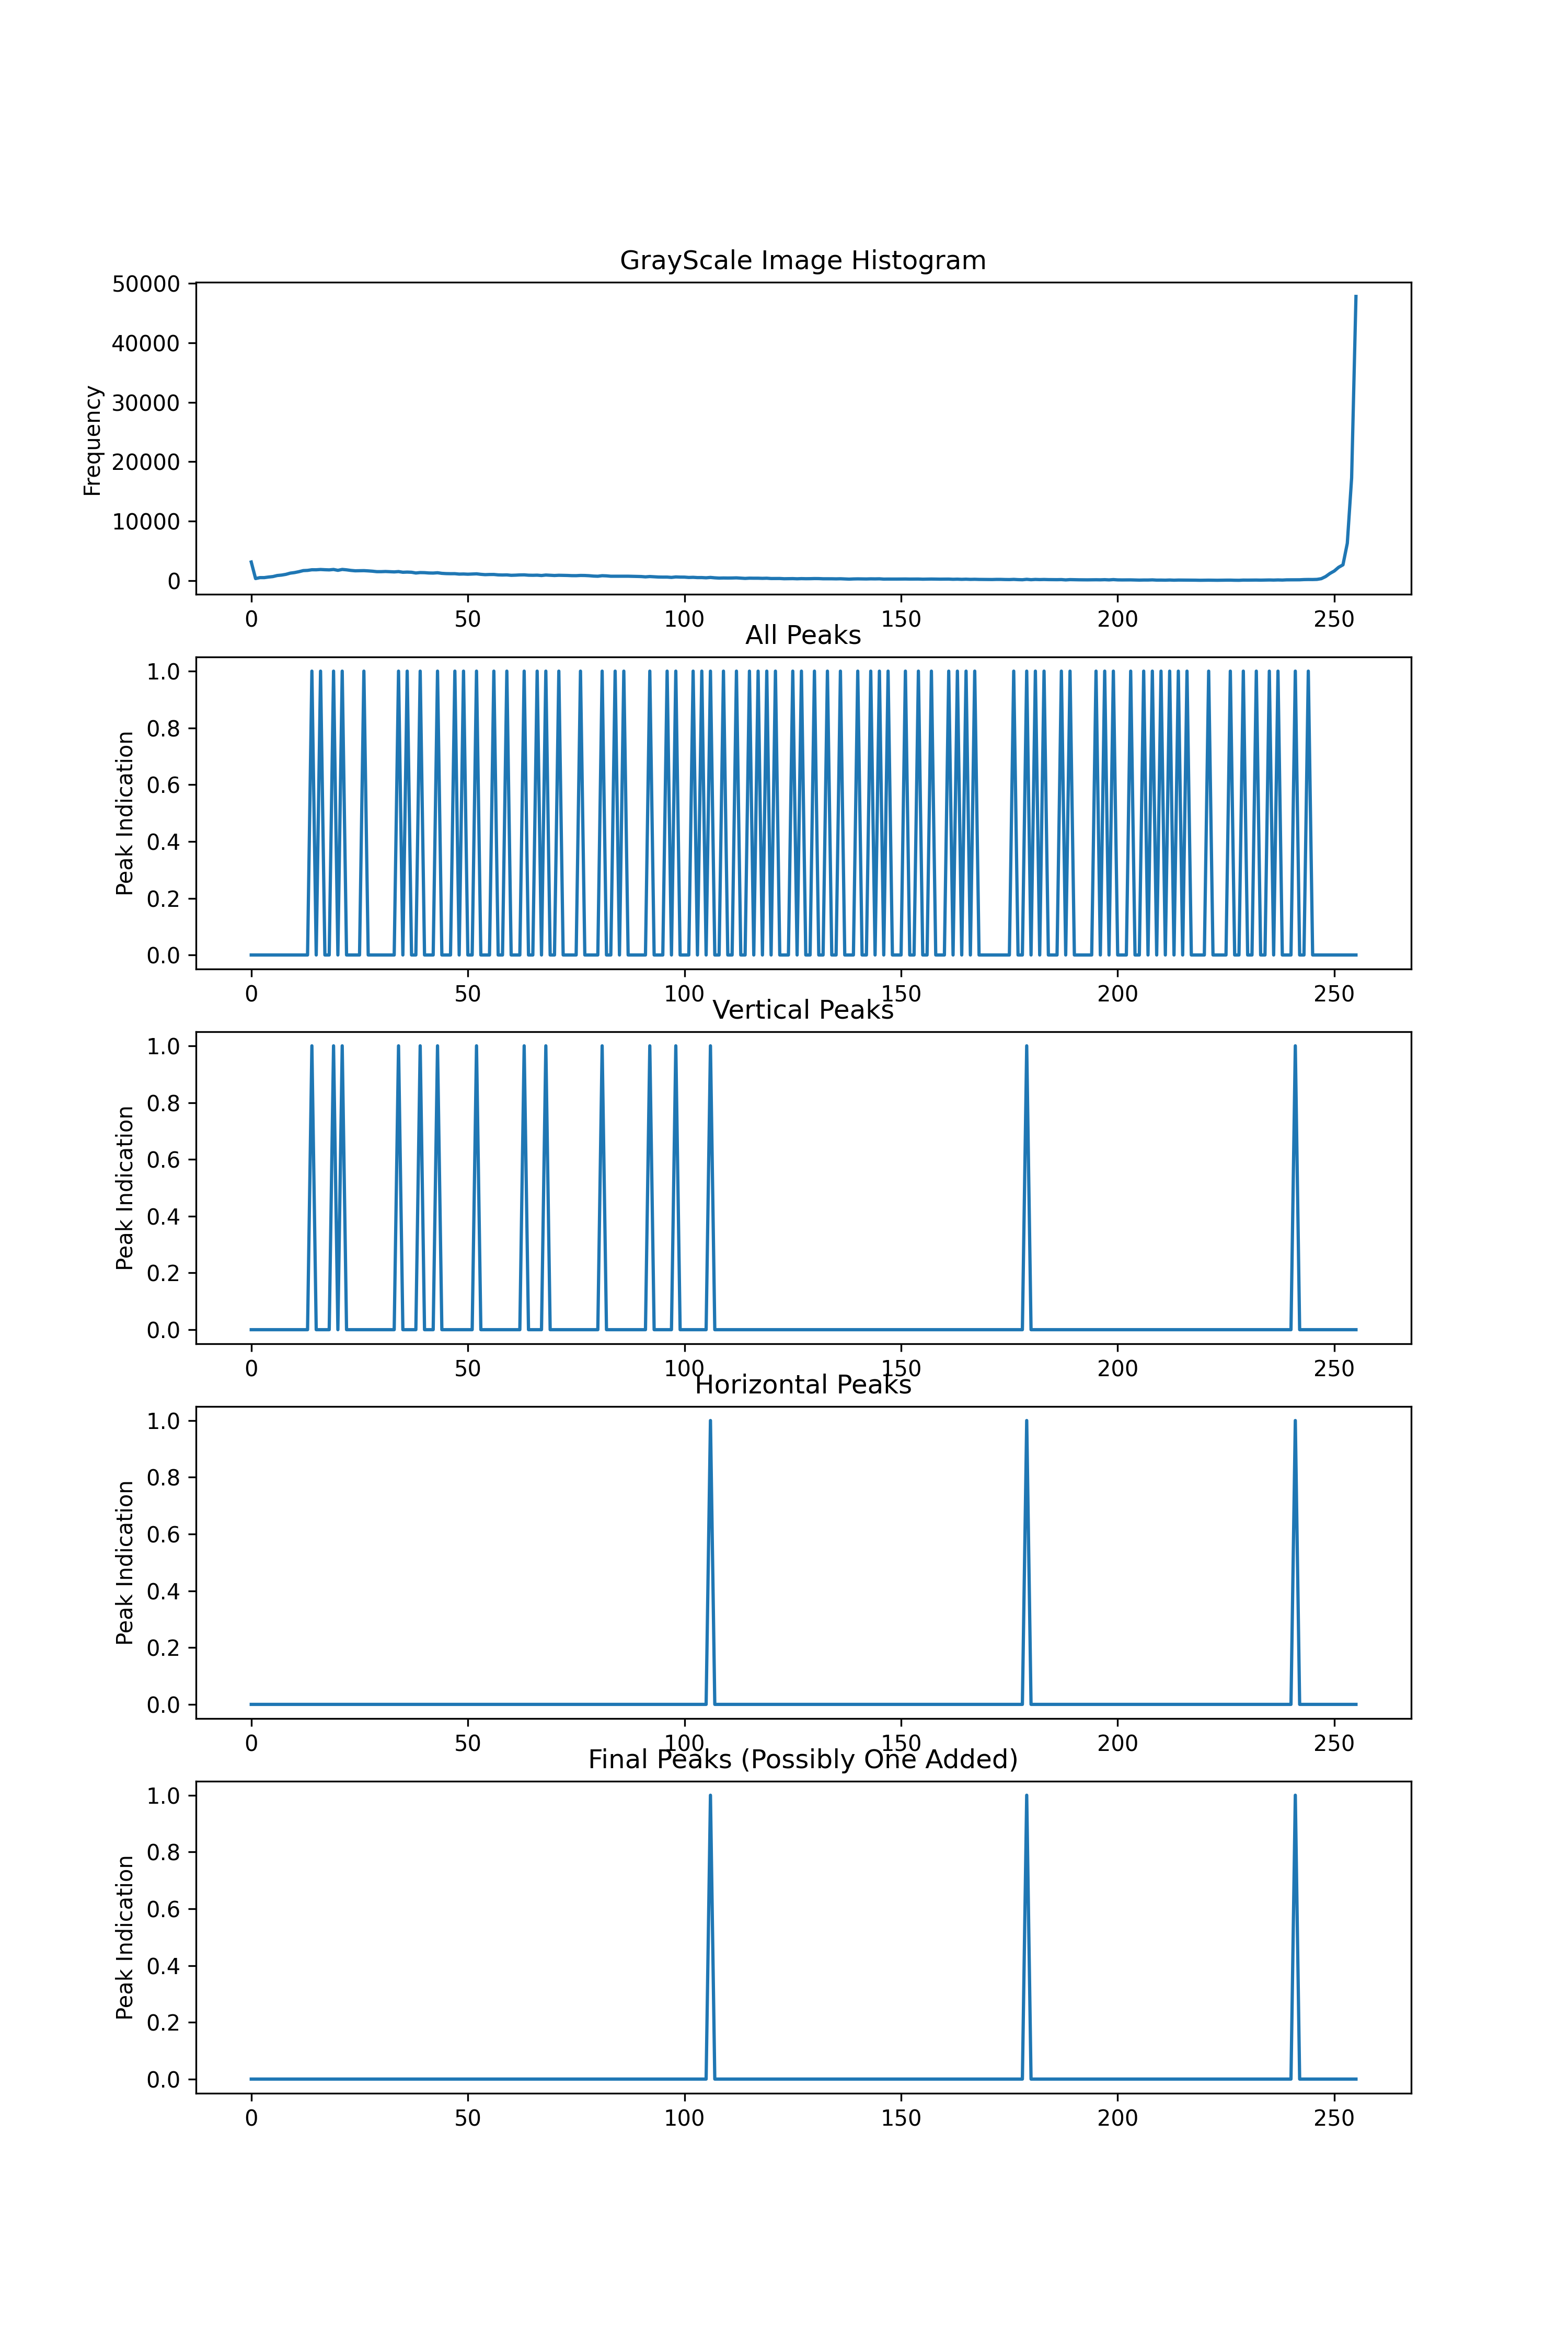 GrayScale Image Histogram
50000
40000
30000
20000
10000
0
Frequency
0 50 100 150 200 250
All Peaks
1.0
0.8
0.6
0.4
0.2
0.0
Peak Indication
0 50 100 150 200 250
Vertical Peaks
1.0
0.8
0.6
0.4
0.2
0.0
Peak Indication
0 50 100 150 200 250
Horizontal Peaks
1.0
0.8
0.6
0.4
0.2
0.0
Peak Indication
0 50 100 150 200 250
Final Peaks (Possibly One Added)
1.0
0.8
0.6
0.4
0.2
0.0
Peak Indication
0 50 100 150 200 250